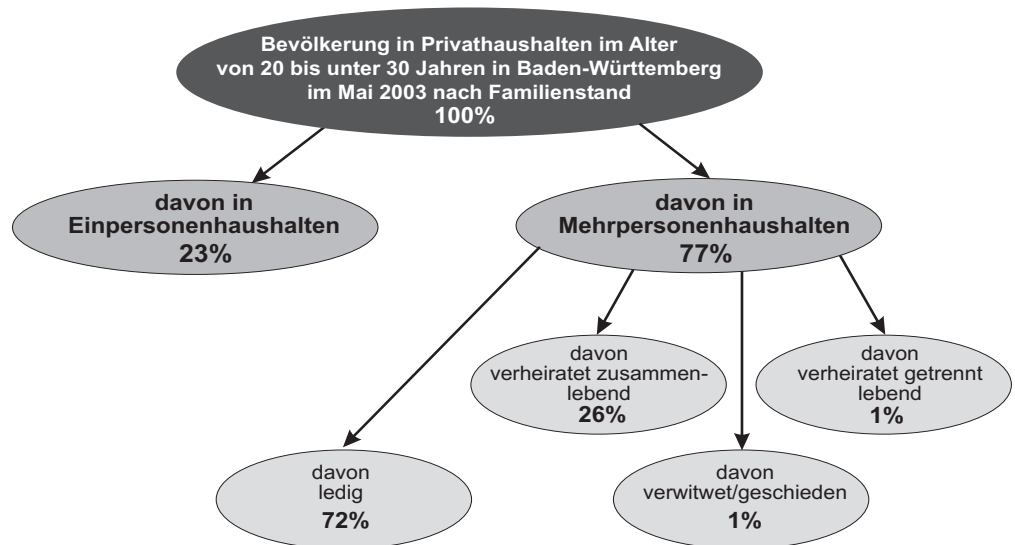 Bevölkerung in Privathaushalten im Alter
von 20 bis unter 30 Jahren in Baden-Württemberg
im Mai 2003 nach Familienstand
100%
davon in
Einpersonenhaushalten
23%
davon in
Mehrpersonenhaushalten
77%
davon
verheiratet zusammen-
lebend
26%
davon
verheiratet getrennt
lebend
1%
davon
ledig
72%
davon
verwitwet/geschieden
1%